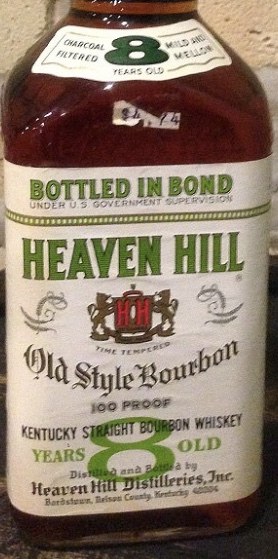 CHARCOAL FILTERED
8
MILD AND MELLOW
YEARS OLD
BOTTLED IN BOND
UNDER U.S. GOVERNMENT SUPERVISION
HEAVEN HILL
HH
TIME TEMPERED
Old Style Bourbon
100 PROOF
KENTUCKY STRAIGHT BOURBON WHISKEY
YEARS 8 OLD
Distilled and Bottled by
Heaven Hill Distilleries, Inc.
Bardstown, Nelson County, Kentucky 40004